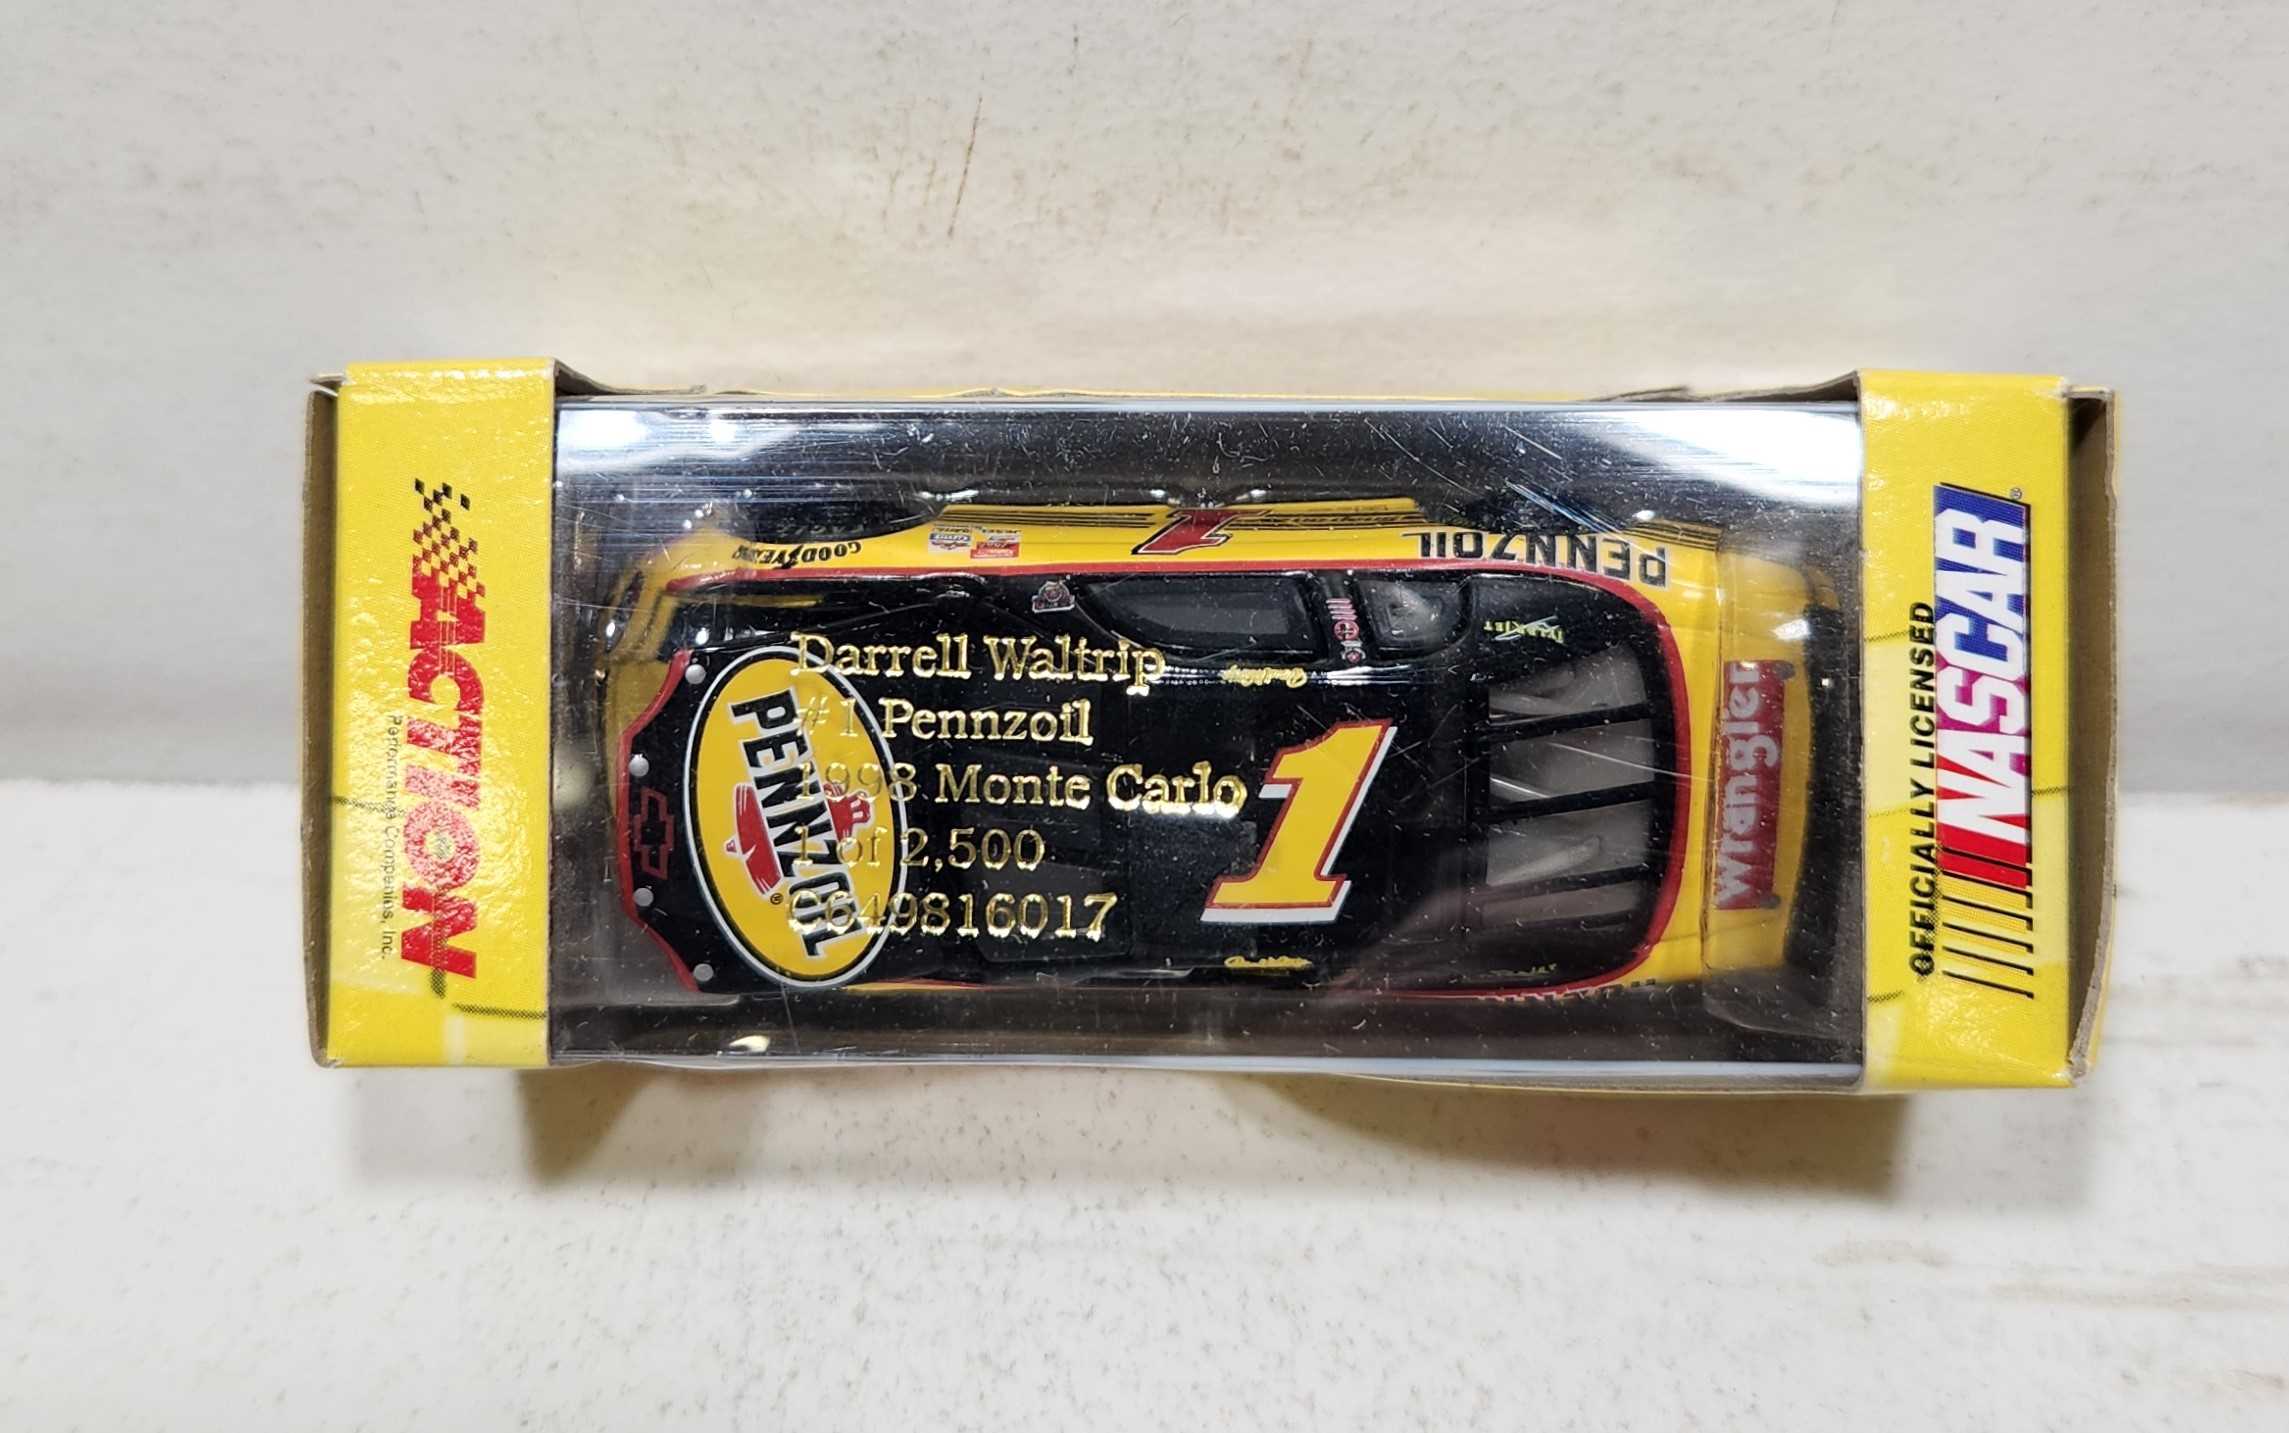 ACTION
Performance Companies, Inc.
Darrell Waltrip
#1 Pennzoil
1998 Monte Carlo
1 of 2,500
C649816017
PENNZOIL
®
1
GOODYEAR
EAGLE
1
PENNZOIL
Wrangler
OFFICIALLY LICENSED
NASCAR®